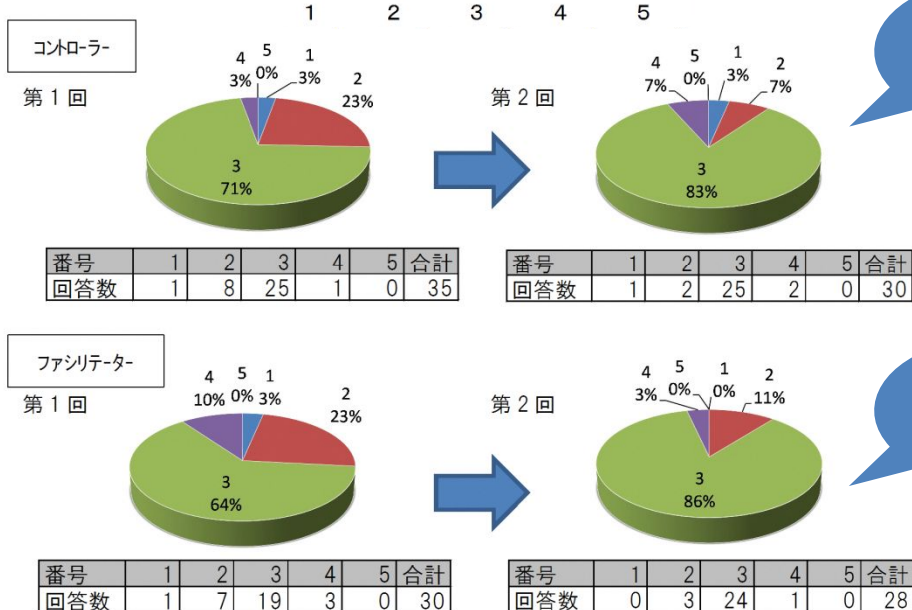 1 2 3 4 5
コントローラー
第1回
4 3%
5 0%
1 3%
2 23%
3 71%
番号 1 2 3 4 5 合計
回答数 1 8 25 1 0 35
第2回
4 7%
5 0%
1 3%
2 7%
3 83%
番号 1 2 3 4 5 合計
回答数 1 2 25 2 0 30
ファシリテーター
第1回
4 10%
5 0%
1 3%
2 23%
3 64%
番号 1 2 3 4 5 合計
回答数 1 7 19 3 0 30
第2回
4 3%
5 0%
1 0%
2 11%
3 86%
番号 1 2 3 4 5 合計
回答数 0 3 24 1 0 28